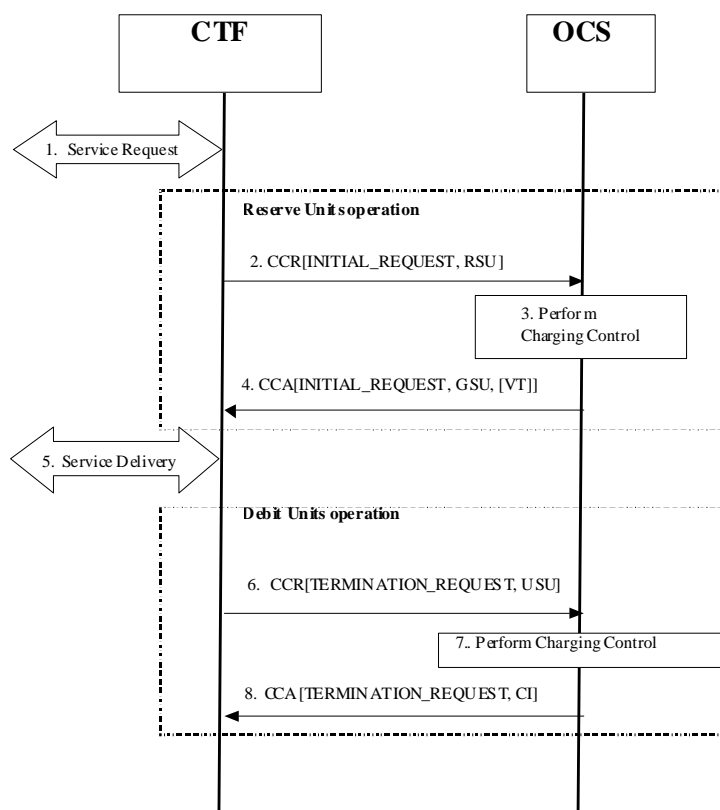 CTF
OCS
1. Service Request
Reserve Units operation
2. CCR[INITIAL_REQUEST, RSU]
3. Perform
Charging Control
4. CCA[INITIAL_REQUEST, GSU, [VT]]
5. Service Delivery
Debit Units operation
6. CCR[TERMINATION_REQUEST, USU]
7.. Perform Charging Control
8. CCA[TERMINATION_REQUEST, CI]